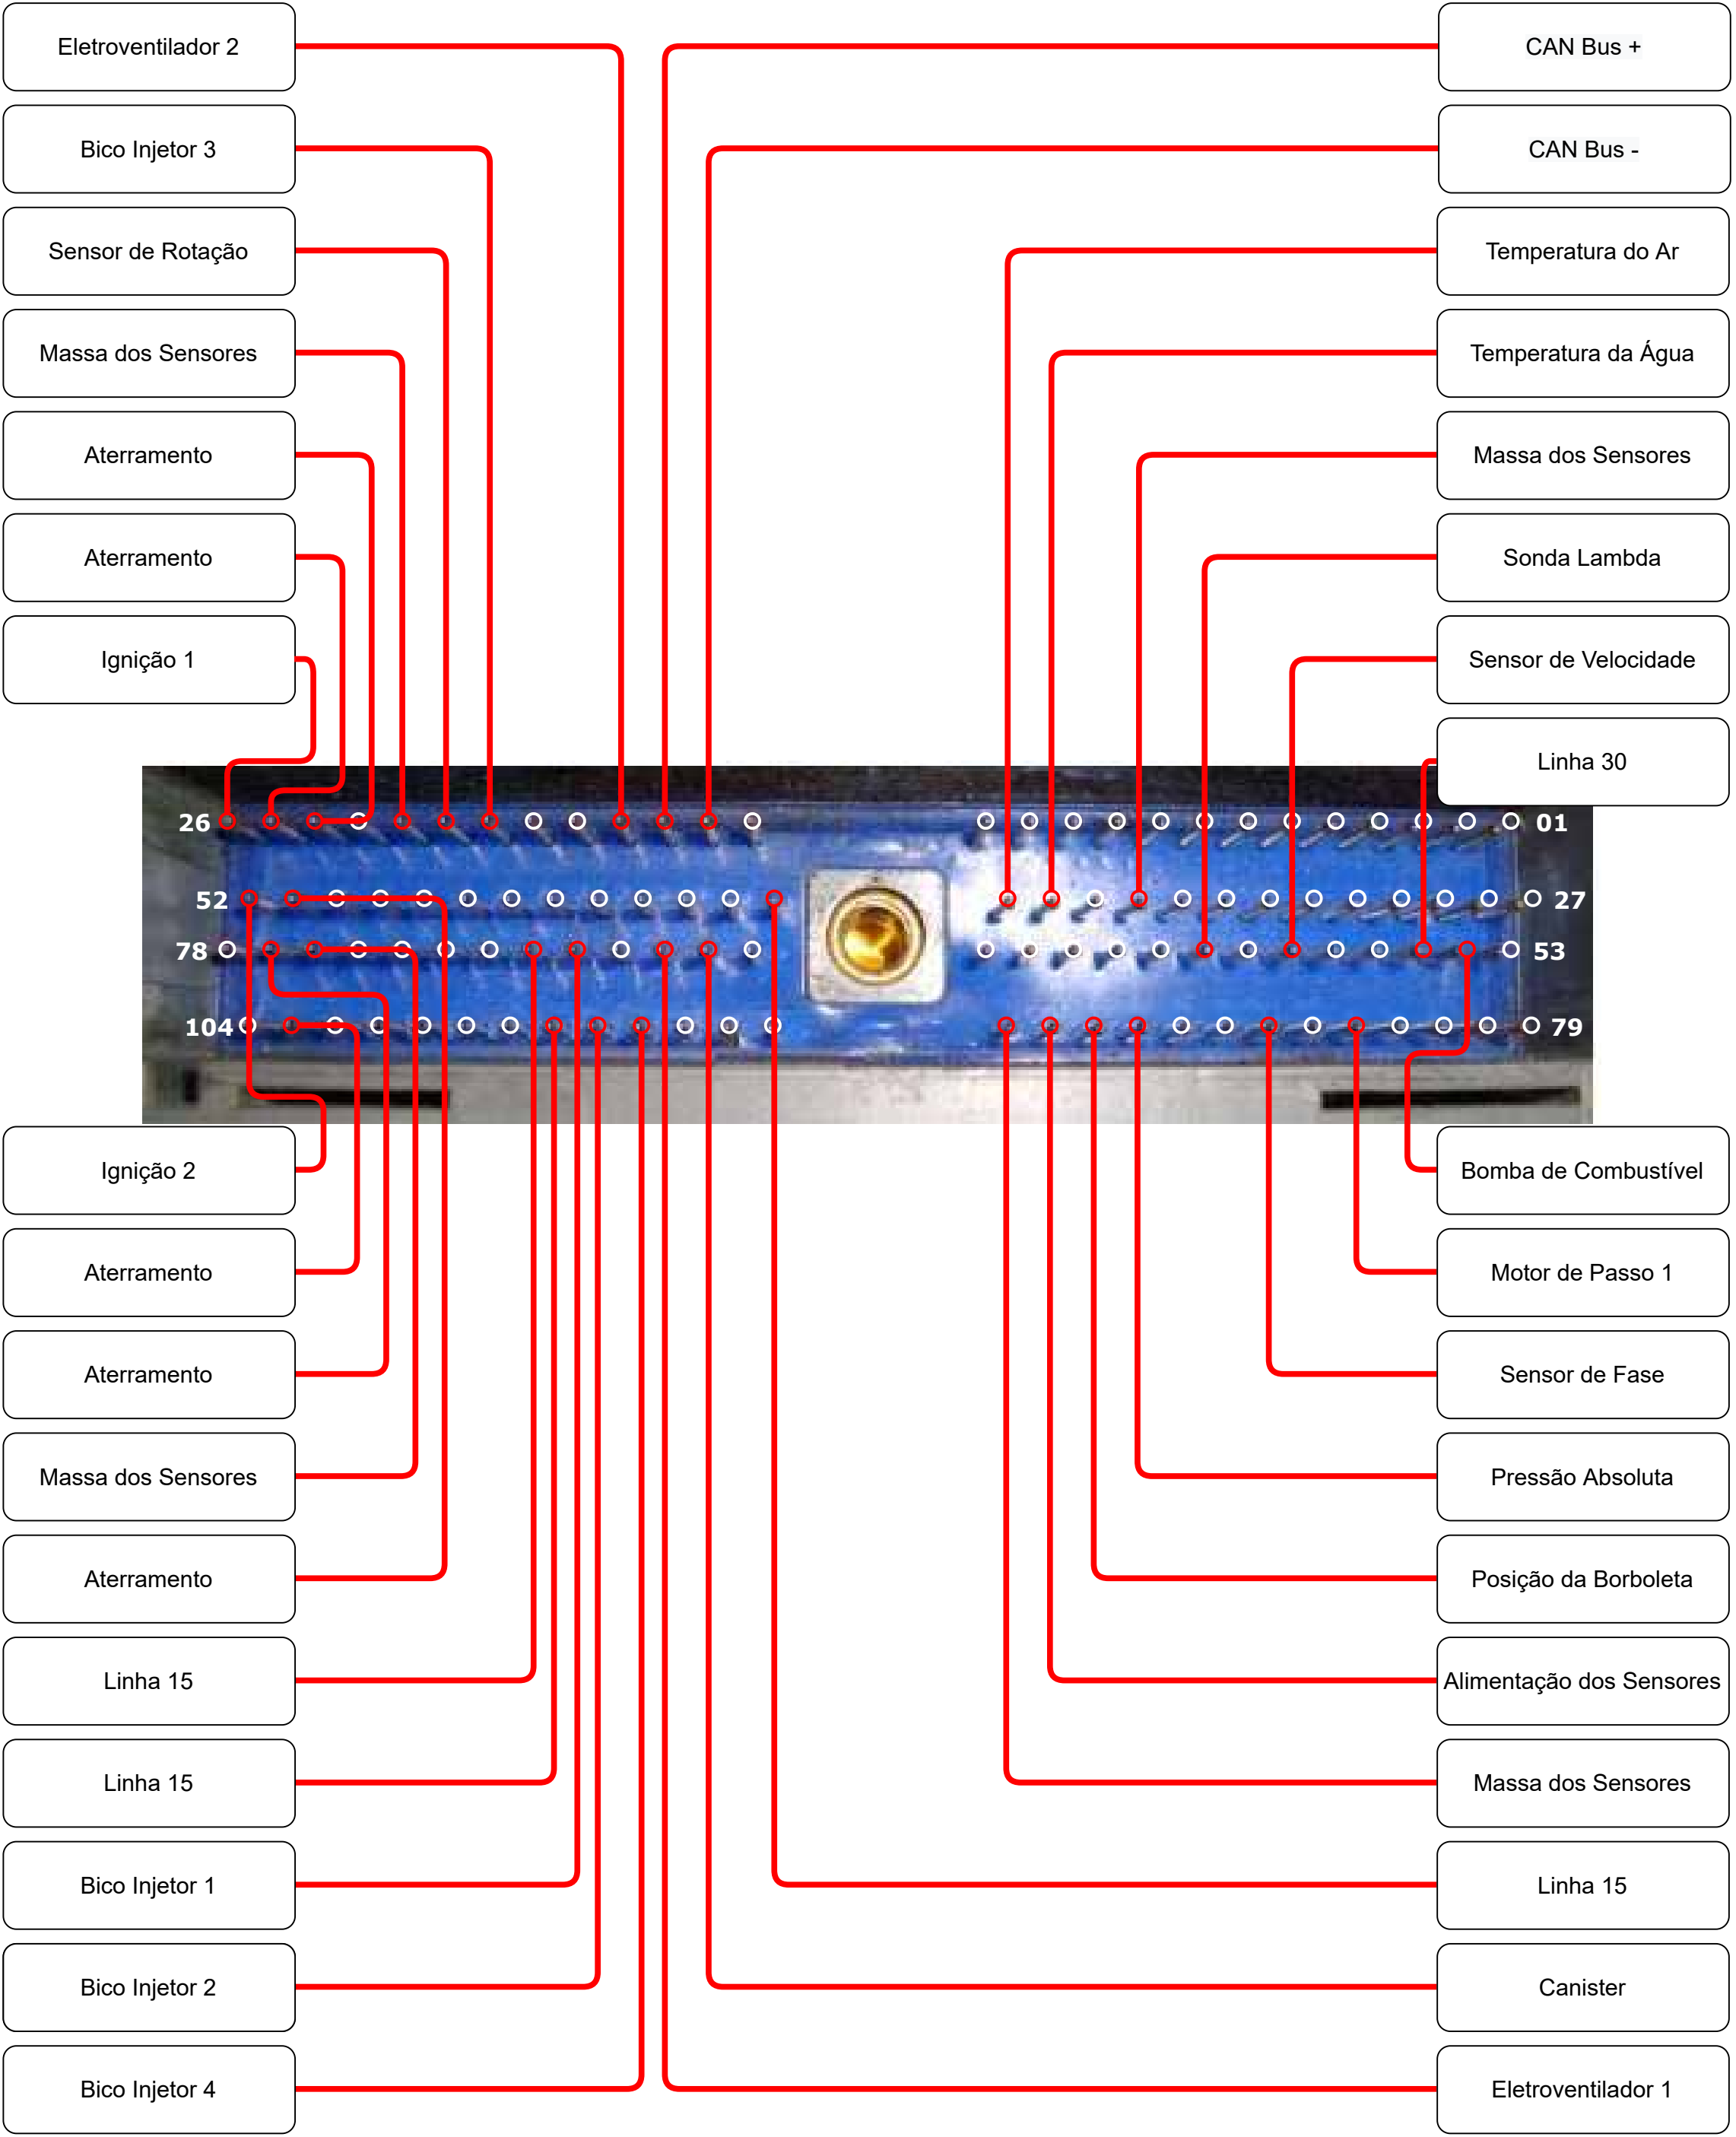 Eletroventilador 2
CAN Bus +
Bico Injetor 3
CAN Bus -
Sensor de Rotação
Temperatura do Ar
Massa dos Sensores
Temperatura da Água
Aterramento
Massa dos Sensores
Aterramento
Sonda Lambda
Ignição 1
Sensor de Velocidade
Linha 30
26
01
52
27
78
53
104
79
Ignição 2
Bomba de Combustível
Aterramento
Motor de Passo 1
Aterramento
Sensor de Fase
Massa dos Sensores
Pressão Absoluta
Aterramento
Posição da Borboleta
Linha 15
Alimentação dos Sensores
Linha 15
Massa dos Sensores
Bico Injetor 1
Linha 15
Bico Injetor 2
Canister
Bico Injetor 4
Eletroventilador 1